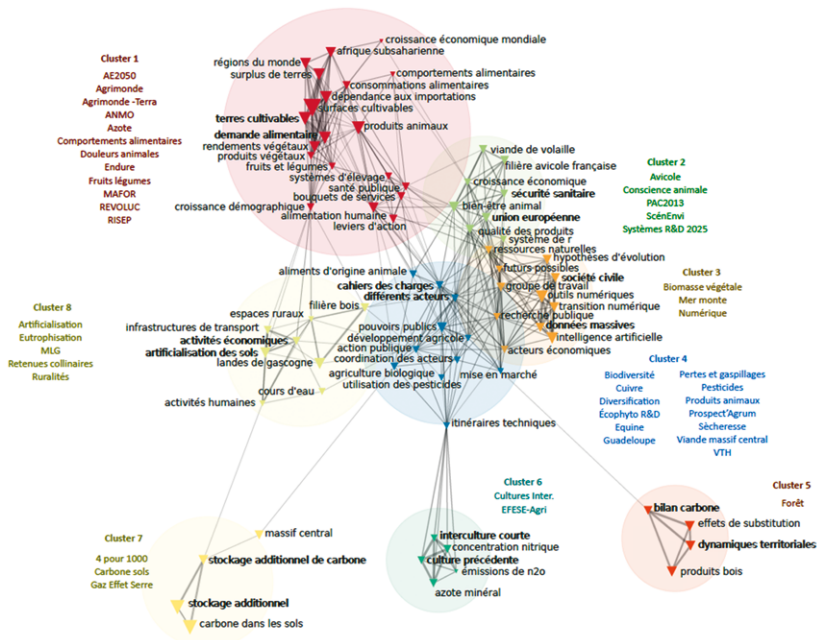 croissance économique mondiale
afrique subsaharienne
régions du monde
surplus de terres
comportements alimentaires
consommations alimentaires
dépendance aux importations
surfaces cultivables
terres cultivables
produits animaux
demande alimentaire
rendements végétaux
produits végétaux
fruits et légumes
systèmes d'élevage
santé publique
bouquets de services
croissance démographique
alimentation humaine
leviers d'action
Cluster 1
AE2050
Agrimonde
Agrimonde -Terra
ANMO
Azote
Comportements alimentaires
Douleurs animales
Endure
Fruits légumes
MAFOR
REVOLUC
RISEP
viande de volaille
filière avicole française
croissance économique
sécurité sanitaire
bien-être animal
union européenne
qualité des produits
système de r
Cluster 2
Avicole
Conscience animale
PAC2013
ScénEnvi
Systèmes R&D 2025
ressources naturelles
hypothèses d'évolution
futurs possibles
société civile
groupe de travail
outils numériques
transition numérique
recherche publique
données massives
intelligence artificielle
acteurs économiques
Cluster 3
Biomasse végétale
Mer monte
Numérique
aliments d'origine animale
cahiers des charges
différents acteurs
pouvoirs publics
développement agricole
action publique
coordination des acteurs
agriculture biologique
mise en marché
utilisation des pesticides
itinéraires techniques
Cluster 4
Biodiversité
Cuivre
Diversification
Écophyto R&D
Equine
Guadeloupe
Pertes et gaspillages
Pesticides
Produits animaux
Prospect'Agrum
Sècheresse
Viande massif central
VTH
Cluster 8
Artificialisation
Eutrophisation
MLG
Retenues collinaires
Ruralités
filière bois
espaces ruraux
infrastructures de transport
activités économiques
artificialisation des sols
landes de gascogne
cours d'eau
activités humaines
Cluster 5
Forêt
bilan carbone
effets de substitution
dynamiques territoriales
produits bois
Cluster 6
Cultures Inter.
EFESE-Agri
interculture courte
concentration nitrique
culture précédente
émissions de n2o
azote minéral
Cluster 7
4 pour 1000
Carbone sols
Gaz Effet Serre
massif central
stockage additionnel de carbone
stockage additionnel
carbone dans les sols